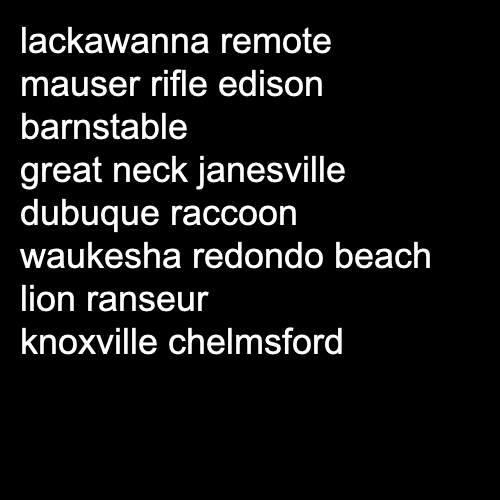 lackawanna remote
mauser rifle edison
barnstable
great neck janesville
dubuque raccoon
waukesha redondo beach
lion ranseur
knoxville chelmsford